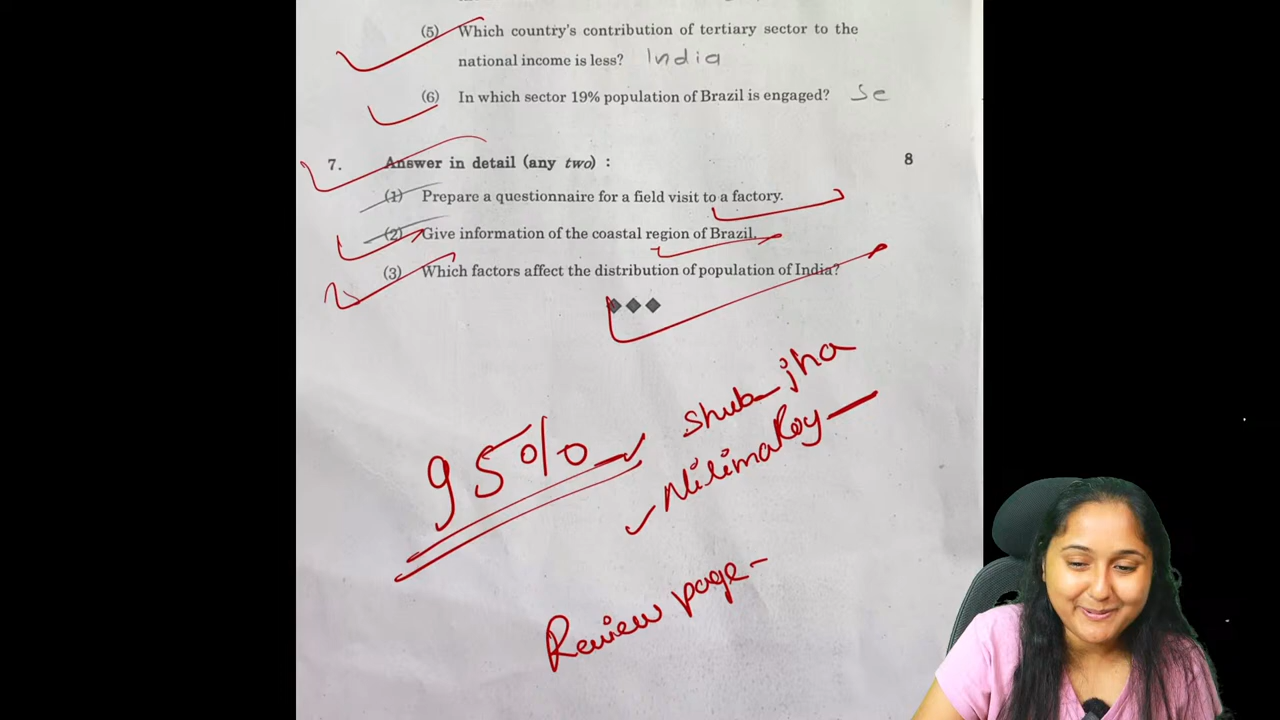 (5) Which country's contribution of tertiary sector to the
national income is less? India
(6) In which sector 19% population of Brazil is engaged? Se
7. Answer in detail (any two) : 8
(1) Prepare a questionnaire for a field visit to a factory.
(2) Give information of the coastal region of Brazil.
(3) Which factors affect the distribution of population of India?
95%
Shub jha
Nilima Roy
Review page-